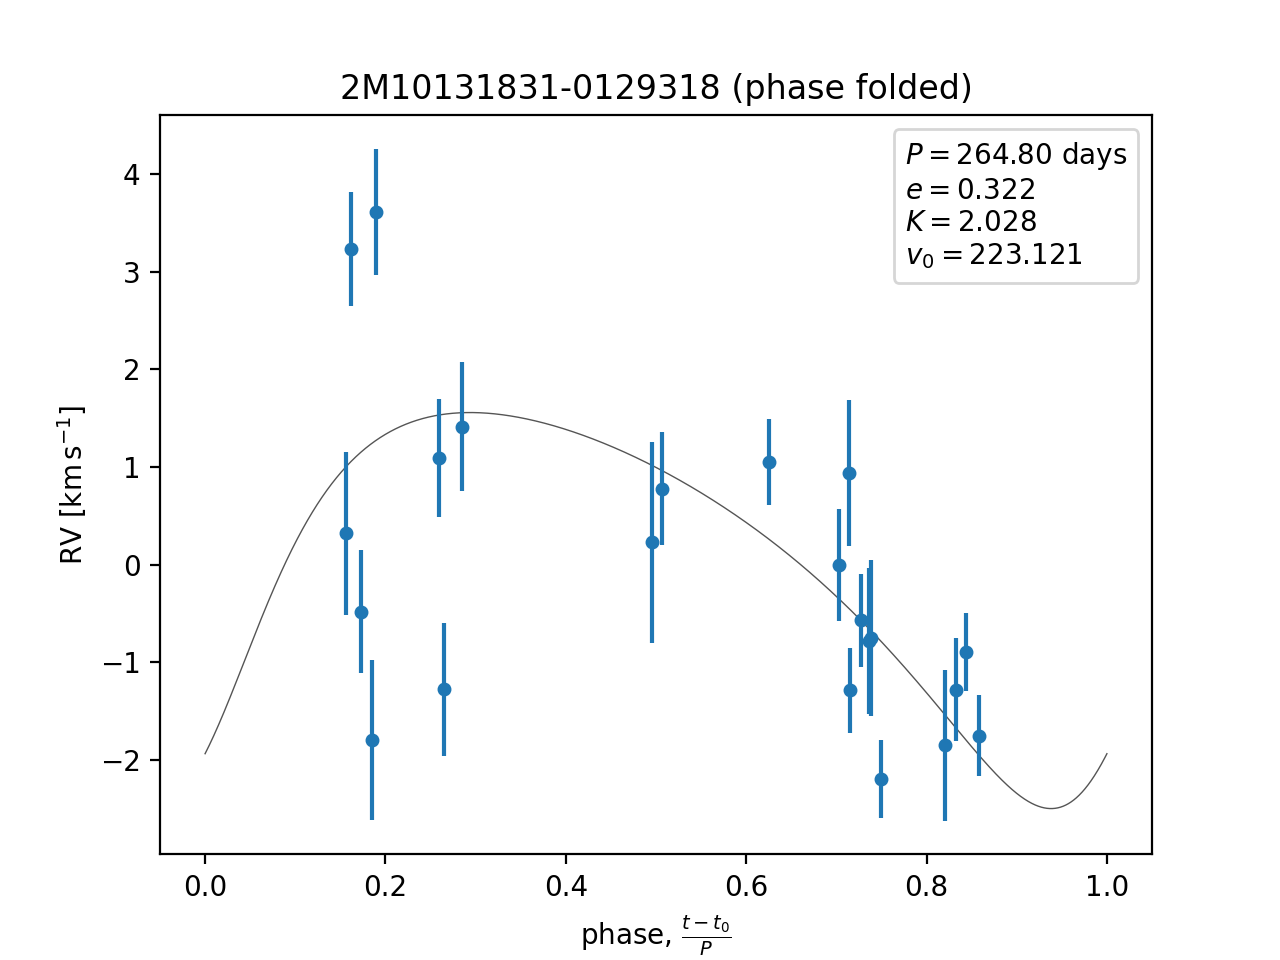 2M10131831-0129318 (phase folded)
P = 264.80 days
e = 0.322
K = 2.028
v₀ = 223.121
4
3
2
1
0
−1
−2
RV [km s⁻¹]
0.0 0.2 0.4 0.6 0.8 1.0
phase, (t − t₀)/P